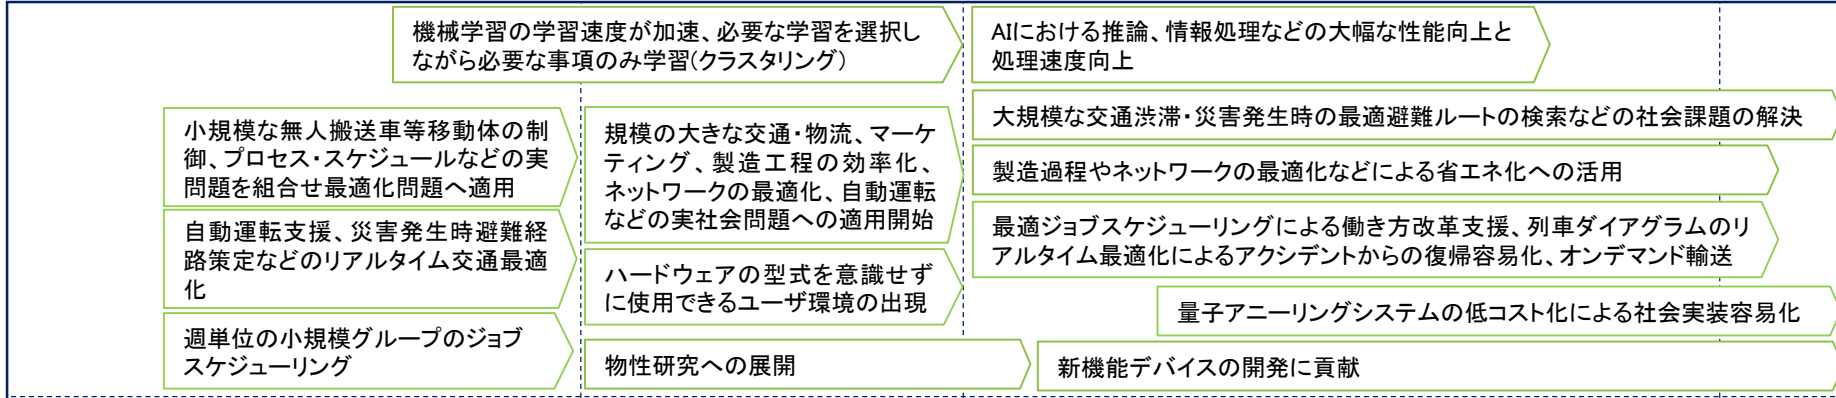 機械学習の学習速度が加速、必要な学習を選択し
ながら必要な事項のみ学習(クラスタリング)
AIにおける推論、情報処理などの大幅な性能向上と
処理速度向上
小規模な無人搬送車等移動体の制
御、プロセス・スケジュールなどの実
問題を組合せ最適化問題へ適用
規模の大きな交通・物流、マーケ
ティング、製造工程の効率化、
ネットワークの最適化、自動運転
などの実社会問題への適用開始
大規模な交通渋滞・災害発生時の最適避難ルートの検索などの社会課題の解決
製造過程やネットワークの最適化などによる省エネ化への活用
自動運転支援、災害発生時避難経
路策定などのリアルタイム交通最適
化
最適ジョブスケジューリングによる働き方改革支援、列車ダイアグラムのリ
アルタイム最適化によるアクシデントからの復帰容易化、オンデマンド輸送
ハードウェアの型式を意識せず
に使用できるユーザ環境の出現
量子アニーリングシステムの低コスト化による社会実装容易化
週単位の小規模グループのジョブ
スケジューリング
物性研究への展開
新機能デバイスの開発に貢献